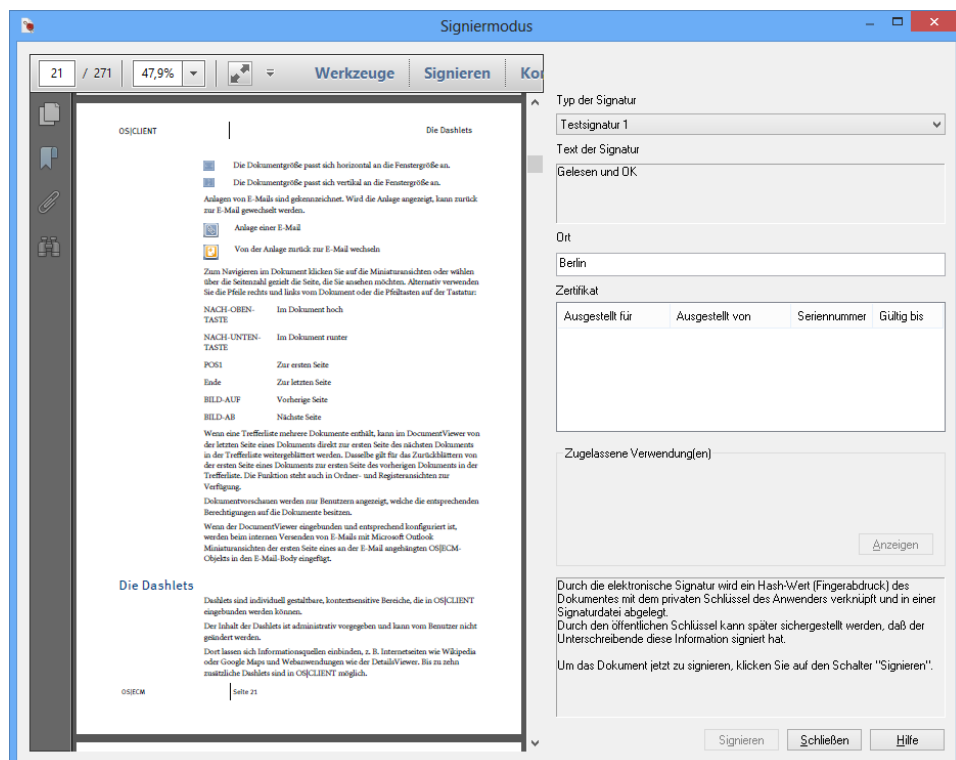 Signiermodus
21 / 271 47,9% Werkzeuge Signieren Kor
OS|CLIENT Die Dashlets
Die Dokumentgröße passt sich horizontal an die Fenstergröße an.
Die Dokumentgröße passt sich vertikal an die Fenstergröße an.
Anlagen von E-Mails sind gekennzeichnet. Wird die Anlage angezeigt, kann zurück
zur E-Mail gewechselt werden.
Anlage einer E-Mail
Von der Anlage zurück zur E-Mail wechseln
Zum Navigieren im Dokument klicken Sie auf die Miniaturansichten oder wählen
über die Seitenzahl gezielt die Seite, die Sie ansehen möchten. Alternativ verwenden
Sie die Pfeile rechts und links vom Dokument oder die Pfeiltasten auf der Tastatur:
NACH-OBEN- Im Dokument hoch
TASTE
NACH-UNTEN- Im Dokument runter
TASTE
POS1 Zur ersten Seite
Ende Zur letzten Seite
BILD-AUF Vorherige Seite
BILD-AB Nächste Seite
Wenn eine Trefferliste mehrere Dokumente enthält, kann im DocumentViewer von
der letzten Seite eines Dokuments direkt zur ersten Seite des nächsten Dokuments
in der Trefferliste weitergeblättert werden. Dasselbe gilt für das Zurückblättern von
der ersten Seite eines Dokuments zur ersten Seite des vorherigen Dokuments in der
Trefferliste. Die Funktion steht auch in Ordner- und Registeransichten zur
Verfügung.
Dokumentvorschauen werden nur Benutzern angezeigt, welche die entsprechenden
Berechtigungen auf die Dokumente besitzen.
Wenn der DocumentViewer eingebunden und entsprechend konfiguriert ist,
werden beim internen Versenden von E-Mails mit Microsoft Outlook
Miniaturansichten der ersten Seite eines an der E-Mail angehängten OS|ECM-
Objekts in den E-Mail-Body eingefügt.
Die Dashlets
Dashlets sind individuell gestaltbare, kontextsensitive Bereiche, die in OS|CLIENT
eingebunden werden können.
Der Inhalt der Dashlets ist administrativ vorgegeben und kann vom Benutzer nicht
geändert werden.
Dort lassen sich Informationsquellen einbinden, z. B. Internetseiten wie Wikipedia
oder Google Maps und Webanwendungen wie der DetailsViewer. Bis zu zehn
zusätzliche Dashlets sind in OS|CLIENT möglich.
OS|ECM Seite 21
Typ der Signatur
Testsignatur 1
Text der Signatur
Gelesen und OK
Ort
Berlin
Zertifikat
Ausgestellt für Ausgestellt von Seriennummer Gültig bis
Zugelassene Verwendung(en)
Anzeigen
Durch die elektronische Signatur wird ein Hash-Wert (Fingerabdruck) des
Dokumentes mit dem privaten Schlüssel des Anwenders verknüpft und in einer
Signaturdatei abgelegt.
Durch den öffentlichen Schlüssel kann später sichergestellt werden, daß der
Unterschreibende diese Information signiert hat.
Um das Dokument jetzt zu signieren, klicken Sie auf den Schalter "Signieren".
Signieren Schließen Hilfe